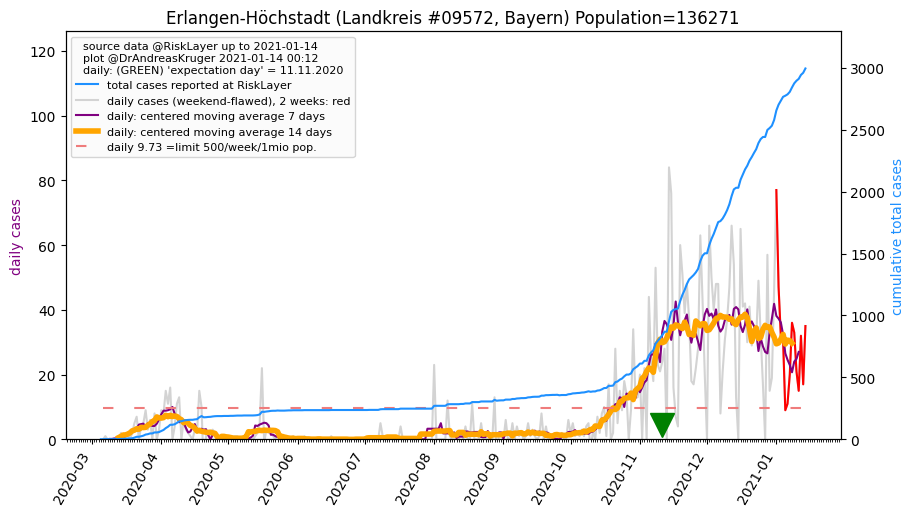 Erlangen-Höchstadt (Landkreis #09572, Bayern) Population=136271
source data @RiskLayer up to 2021-01-14
plot @DrAndreasKruger 2021-01-14 00:12
daily: (GREEN) 'expectation day' = 11.11.2020
total cases reported at RiskLayer
daily cases (weekend-flawed), 2 weeks: red
daily: centered moving average 7 days
daily: centered moving average 14 days
daily 9.73 =limit 500/week/1mio pop.
daily cases
120
100
80
60
40
20
0
cumulative total cases
3000
2500
2000
1500
1000
500
0
2020-03
2020-04
2020-05
2020-06
2020-07
2020-08
2020-09
2020-10
2020-11
2020-12
2021-01